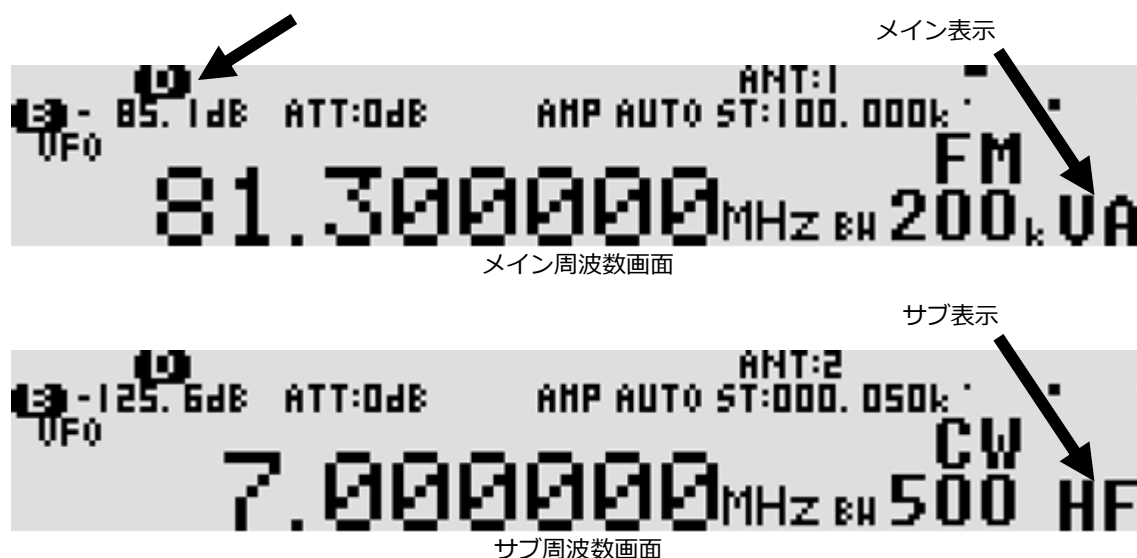 メイン表示
D ANT:1
B - 85.1dB ATT:0dB AMP AUTO ST:100.000k
VFO FM
81.300000MHz BW 200k VA
メイン周波数画面
サブ表示
D ANT:2
B -125.6dB ATT:0dB AMP AUTO ST:000.050k
VFO CW
7.000000MHz BW 500 HF
サブ周波数画面